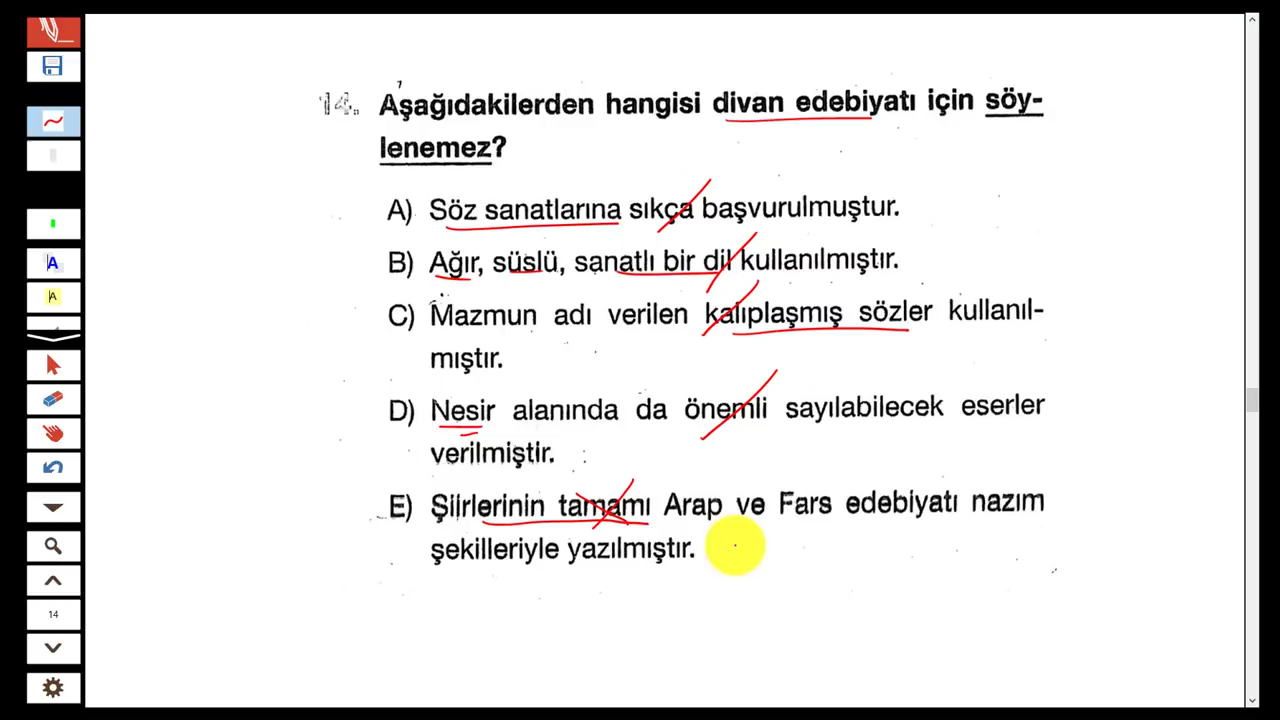 14. Aşağıdakilerden hangisi divan edebiyatı için söy-
lenemez?
A) Söz sanatlarına sıkça başvurulmuştur.
B) Ağır, süslü, sanatlı bir dil kullanılmıştır.
C) Mazmun adı verilen kalıplaşmış sözler kullanıl-
mıştır.
D) Nesir alanında da önemli sayılabilecek eserler
verilmiştir.
E) Şiirlerinin tamamı Arap ve Fars edebiyatı nazım
şekilleriyle yazılmıştır.
A
A
14